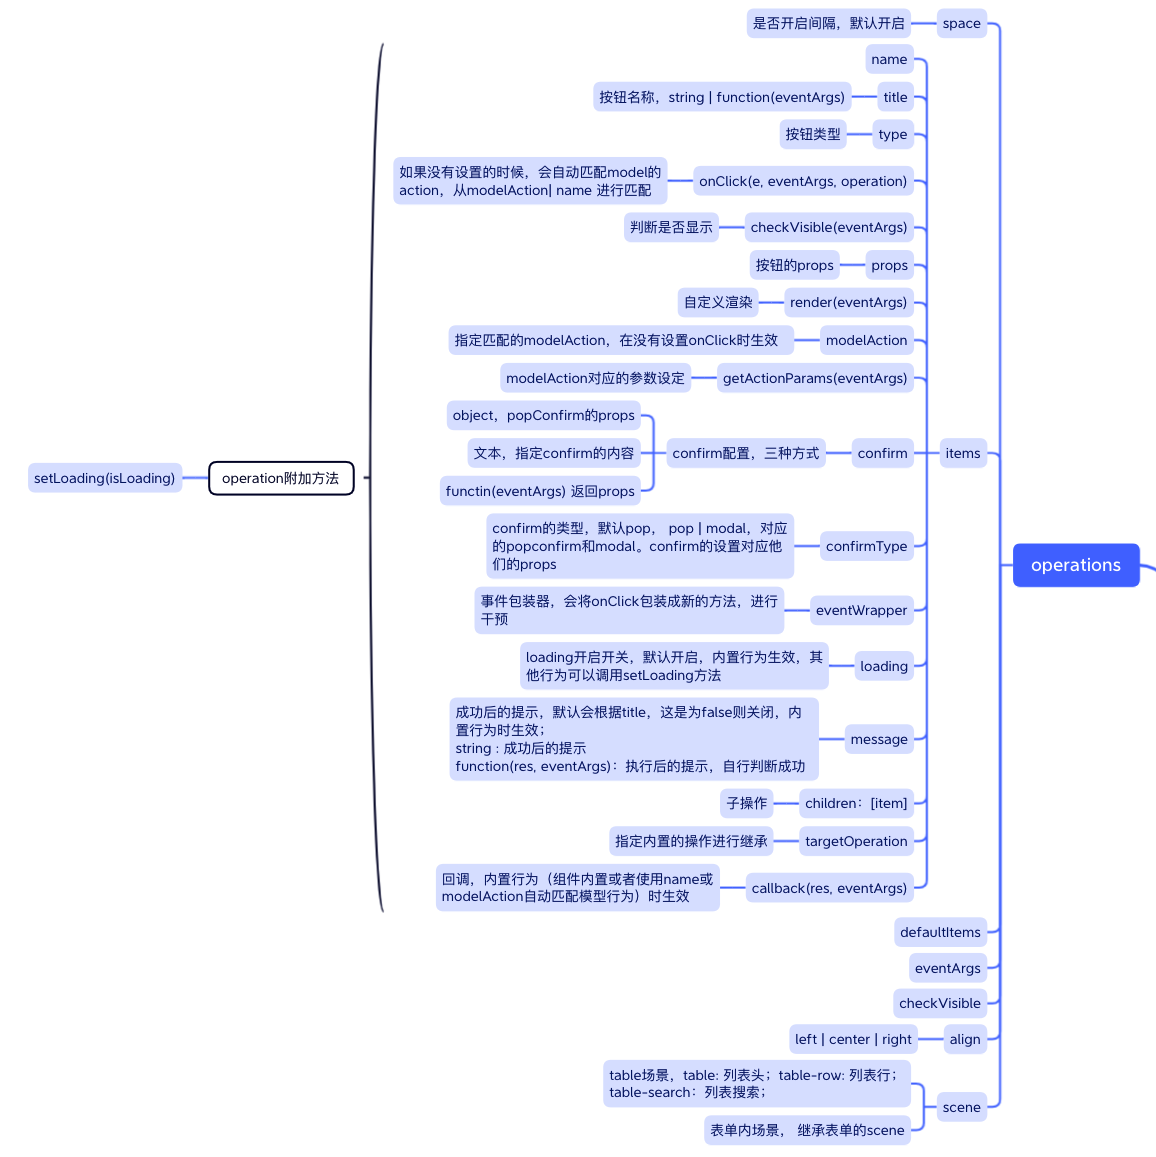 是否开启间隔，默认开启
space
name
按钮名称，string | function(eventArgs)
title
按钮类型
type
如果没有设置的时候，会自动匹配model的
action，从modelAction| name 进行匹配
onClick(e, eventArgs, operation)
判断是否显示
checkVisible(eventArgs)
按钮的props
props
自定义渲染
render(eventArgs)
指定匹配的modelAction，在没有设置onClick时生效
modelAction
modelAction对应的参数设定
getActionParams(eventArgs)
object，popConfirm的props
文本，指定confirm的内容
functin(eventArgs) 返回props
confirm配置，三种方式
confirm
items
setLoading(isLoading)
operation附加方法
confirm的类型，默认pop， pop | modal，对应
的popconfirm和modal。confirm的设置对应他
们的props
confirmType
operations
事件包装器，会将onClick包装成新的方法，进行
干预
eventWrapper
loading开启开关，默认开启，内置行为生效，其
他行为可以调用setLoading方法
loading
成功后的提示，默认会根据title，这是为false则关闭，内
置行为时生效；
string : 成功后的提示
function(res, eventArgs)：执行后的提示，自行判断成功
message
子操作
children：[item]
指定内置的操作进行继承
targetOperation
回调，内置行为（组件内置或者使用name或
modelAction自动匹配模型行为）时生效
callback(res, eventArgs)
defaultItems
eventArgs
checkVisible
left | center | right
align
table场景，table: 列表头；table-row: 列表行；
table-search：列表搜索；
scene
表单内场景， 继承表单的scene